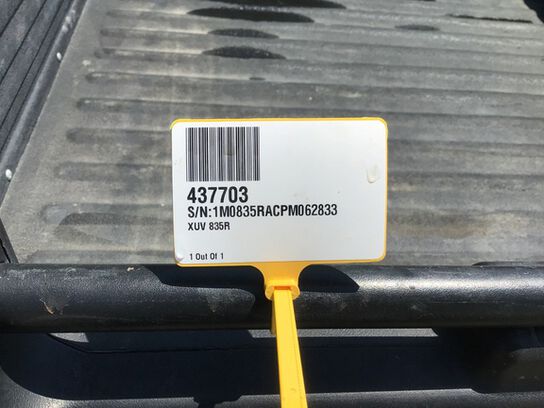 437703
S/N:1M0835RACPM062833
XUV 835R
1 Out Of 1